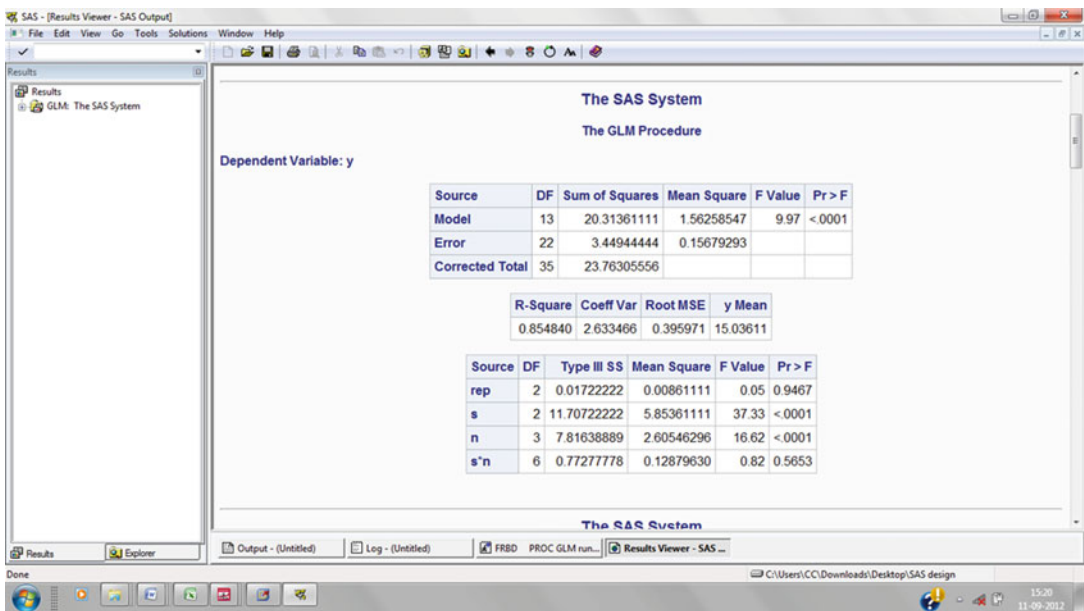 SAS - [Results Viewer - SAS Output]
File Edit View Go Tools Solutions Window Help
Results
Results
GLM: The SAS System
The SAS System
The GLM Procedure
Dependent Variable: y
Source DF Sum of Squares Mean Square F Value Pr > F
Model 13 20.31361111 1.56258547 9.97 <.0001
Error 22 3.44944444 0.15679293
Corrected Total 35 23.76305556
R-Square Coeff Var Root MSE y Mean
0.854840 2.633466 0.395971 15.03611
Source DF Type III SS Mean Square F Value Pr > F
rep 2 0.01722222 0.00861111 0.05 0.9467
s 2 11.70722222 5.85361111 37.33 <.0001
n 3 7.81638889 2.60546296 16.62 <.0001
s*n 6 0.77277778 0.12879630 0.82 0.5653
The SAS System
Results Explorer
Output - (Untitled) Log - (Untitled) FRBD PROC GLM run... Results Viewer - SAS ...
Done C:\Users\CC\Downloads\Desktop\SAS design
15:20
11-09-2012